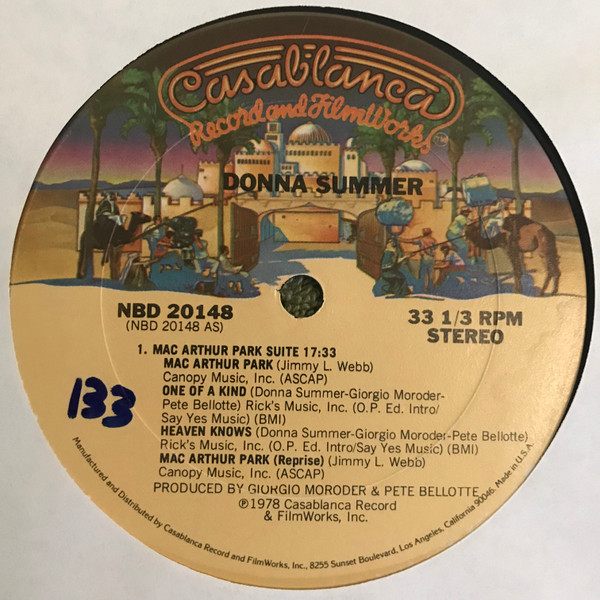 Casablanca
Record and FilmWorks
TM
DONNA SUMMER
NBD 20148
(NBD 20148 AS)
33 1/3 RPM
STEREO
1. MAC ARTHUR PARK SUITE 17:33
MAC ARTHUR PARK (Jimmy L. Webb)
Canopy Music, Inc. (ASCAP)
ONE OF A KIND (Donna Summer-Giorgio Moroder-
Pete Bellotte) Rick's Music, Inc. (O.P. Ed. Intro/
Say Yes Music) (BMI)
HEAVEN KNOWS (Donna Summer-Giorgio Moroder-Pete Bellotte)
Rick's Music, Inc. (O.P. Ed. Intro/Say Yes Music) (BMI)
MAC ARTHUR PARK (Reprise) (Jimmy L. Webb)
Canopy Music, Inc. (ASCAP)
PRODUCED BY GIORGIO MORODER & PETE BELLOTTE
℗1978 Casablanca Record
& FilmWorks, Inc.
133
Manufactured and Distributed by Casablanca Record and FilmWorks, Inc., 8255 Sunset Boulevard, Los Angeles, California 90046. Made in U.S.A.